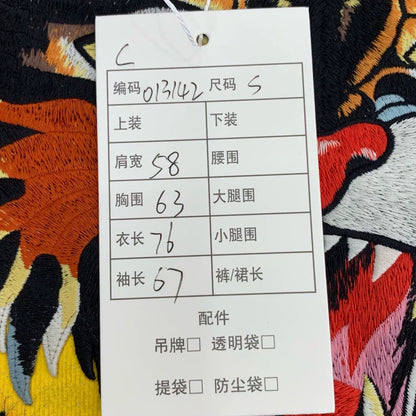 C
编码 013142 尺码 S
上装 下装
肩宽 58 腰围
胸围 63 大腿围
衣长 76 小腿围
袖长 67 裤/裙长
配件
吊牌□ 透明袋□
提袋□ 防尘袋□